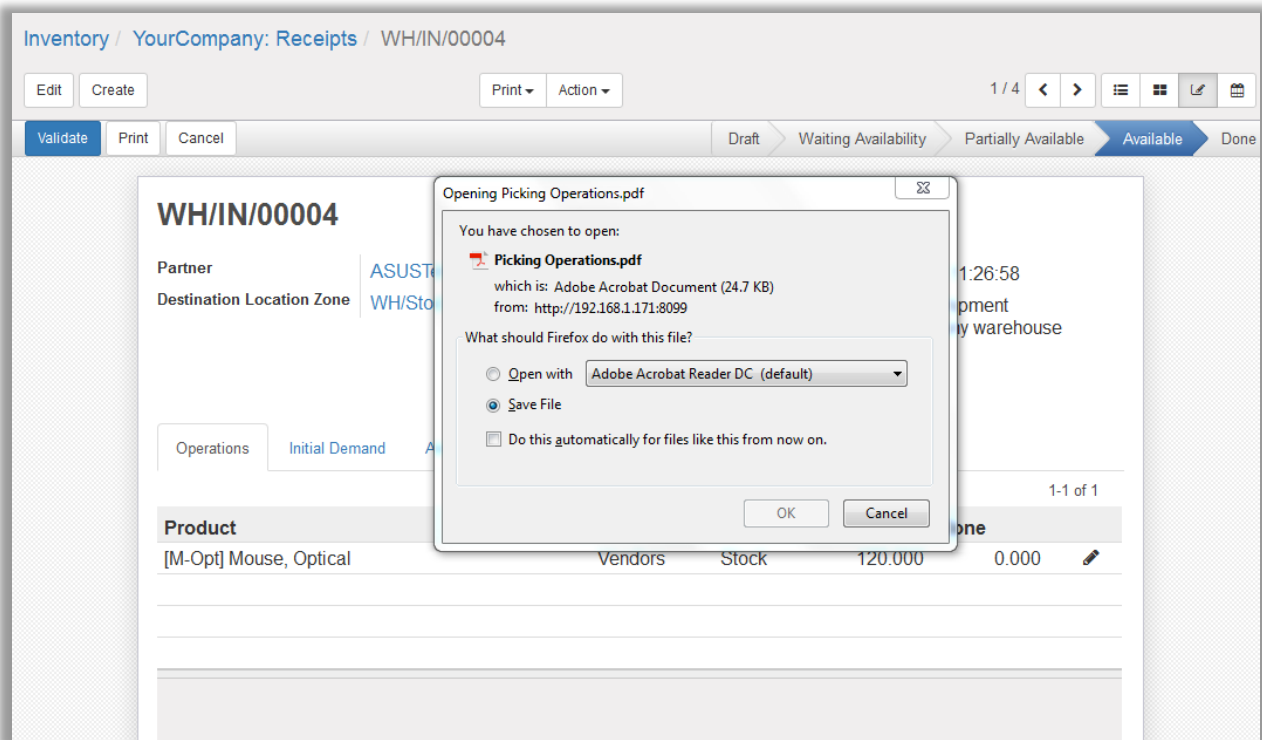 Inventory / YourCompany: Receipts / WH/IN/00004
Edit Create Print Action 1 / 4
Validate Print Cancel Draft Waiting Availability Partially Available Available Done
Opening Picking Operations.pdf
WH/IN/00004
You have chosen to open:
Picking Operations.pdf
Partner
which is: Adobe Acrobat Document (24.7 KB)
1:26:58
Destination Location Zone
from: http://192.168.1.171:8099
warehouse
What should Firefox do with this file?
Open with Adobe Acrobat Reader DC (default)
Save File
Operations Initial Demand
Do this automatically for files like this from now on.
1-1 of 1
OK Cancel
Product
[M-Opt] Mouse, Optical Vendors Stock 120.000 0.000